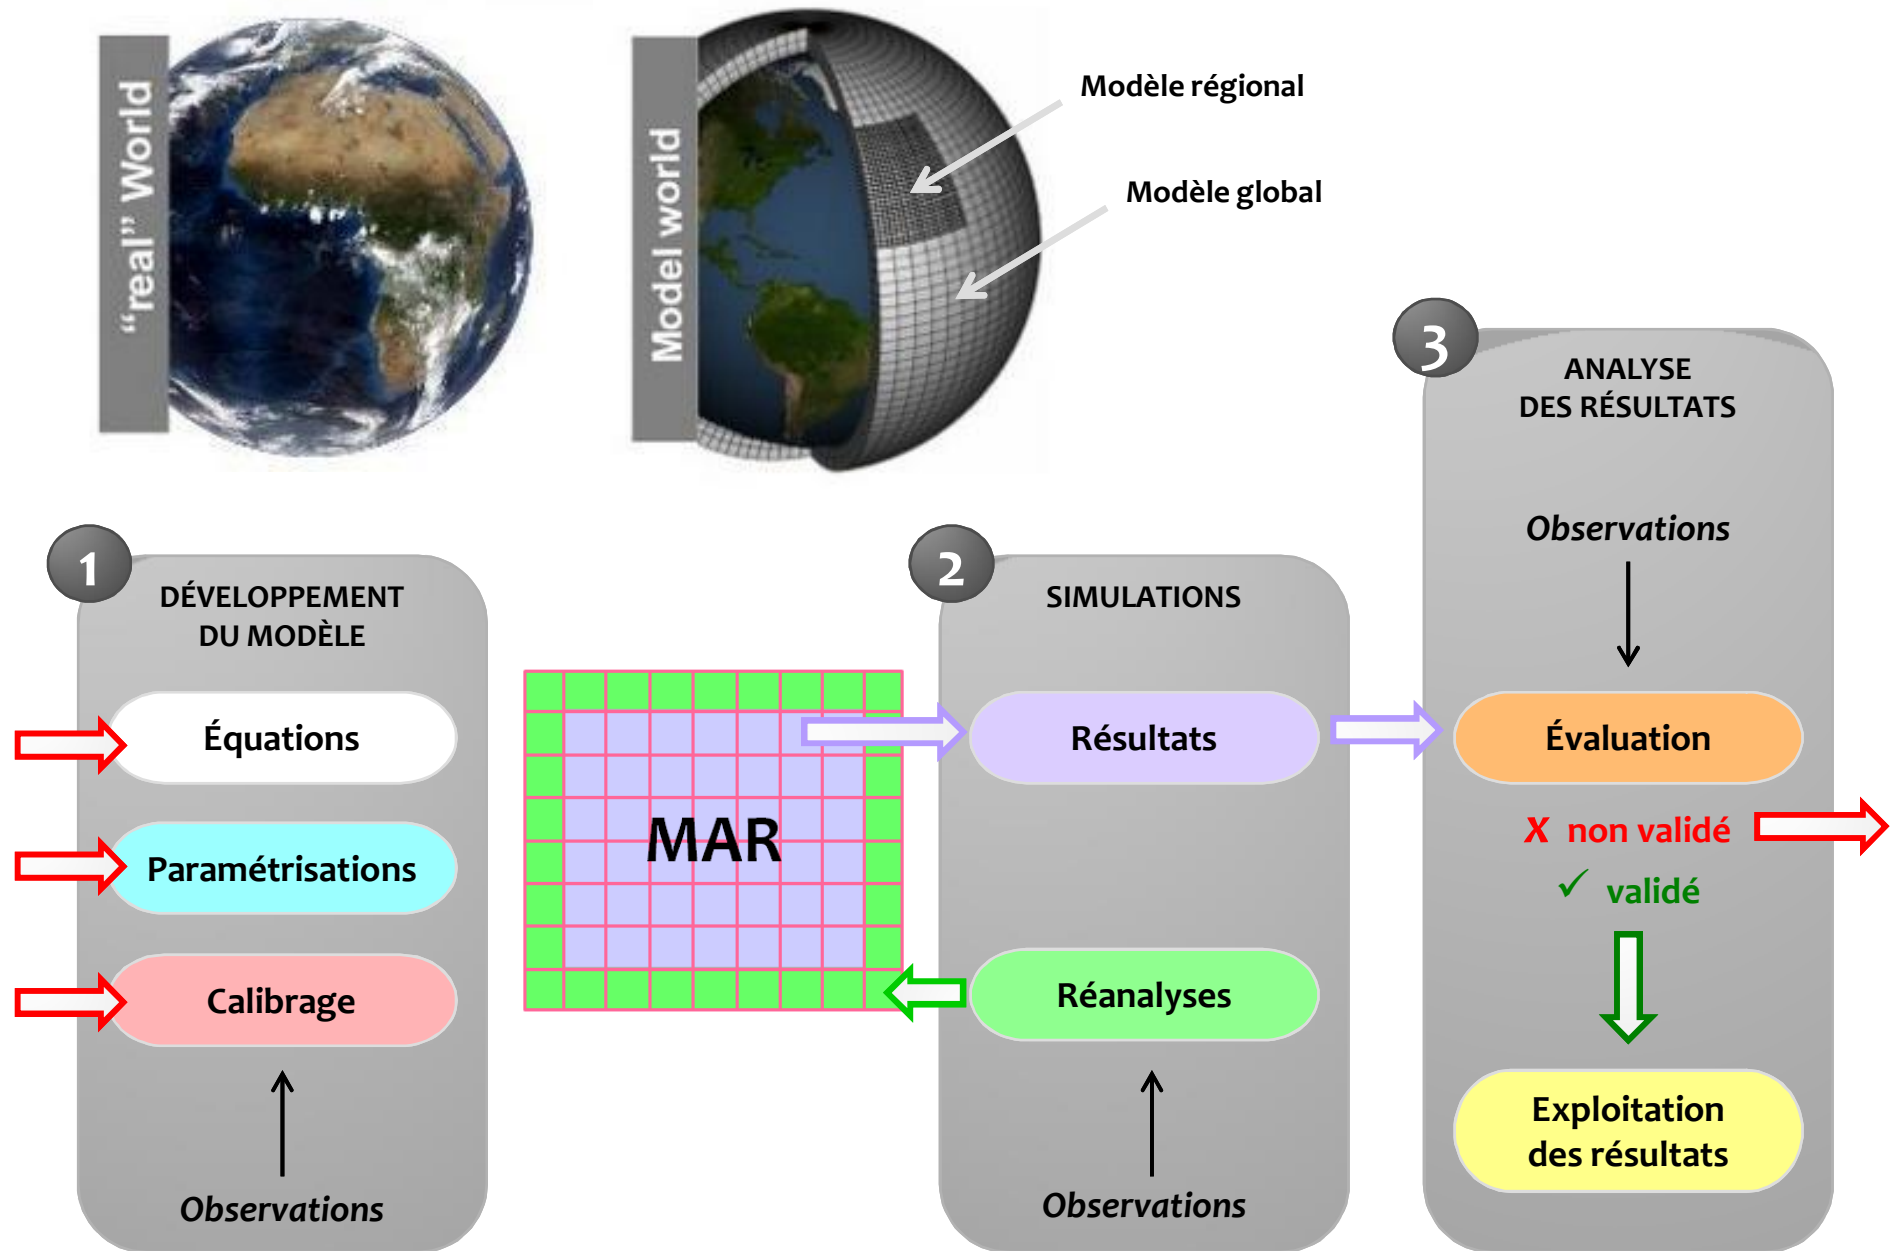 “real” World
Model world
Modèle régional
Modèle global
1
DÉVELOPPEMENT
DU MODÈLE
Équations
Paramétrisations
Calibrage
Observations
MAR
2
SIMULATIONS
Résultats
Réanalyses
Observations
3
ANALYSE
DES RÉSULTATS
Observations
Évaluation
x non validé
✓ validé
Exploitation
des résultats